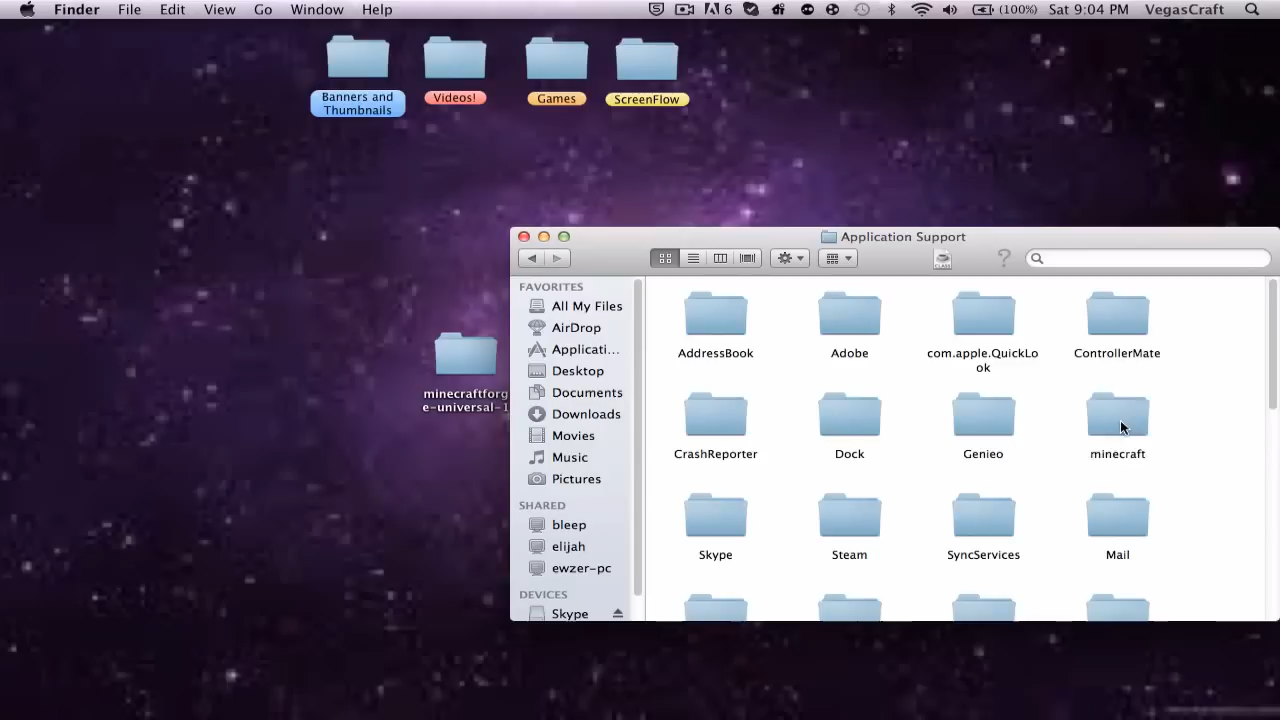 Finder File Edit View Go Window Help 6 (100%) Sat 9:04 PM VegasCraft
Banners and
Thumbnails
Videos!
Games
ScreenFlow
minecraftforg
e-universal-1
Application Support
FAVORITES
All My Files
AirDrop
Applicati...
Desktop
Documents
Downloads
Movies
Music
Pictures
SHARED
bleep
elijah
ewzer-pc
DEVICES
Skype
CLASS
?
AddressBook
Adobe
com.apple.QuickLo
ok
ControllerMate
CrashReporter
Dock
Genieo
minecraft
Skype
Steam
SyncServices
Mail